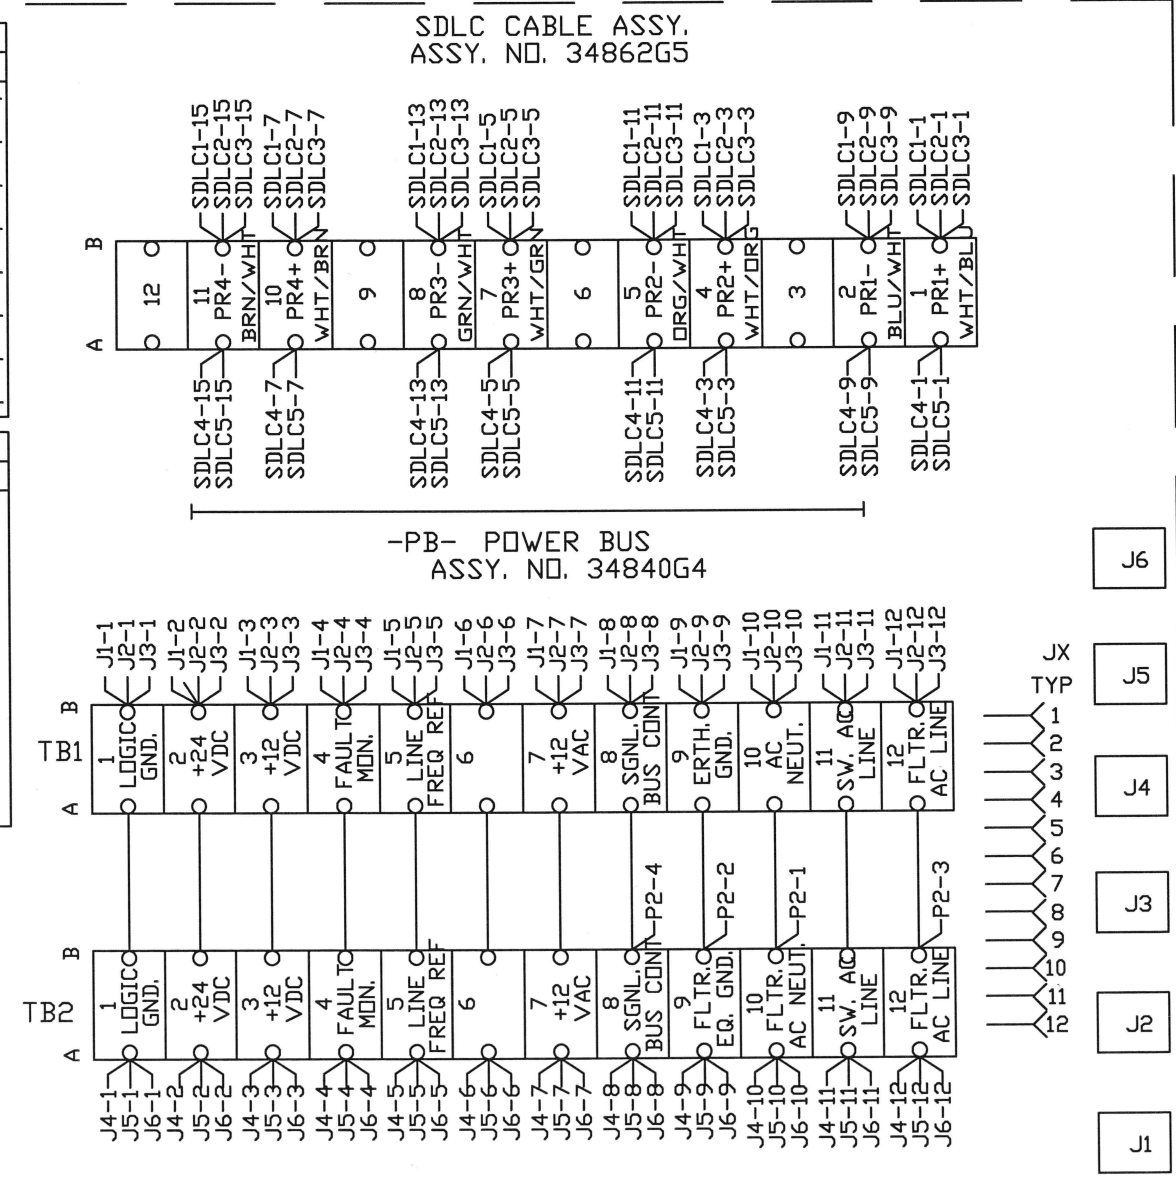 SDLC CABLE ASSY.
ASSY. NO. 34862G5
SDLC1-15
SDLC2-15
SDLC3-15
SDLC1-7
SDLC2-7
SDLC3-7
SDLC1-13
SDLC2-13
SDLC3-13
SDLC1-5
SDLC2-5
SDLC3-5
SDLC1-11
SDLC2-11
SDLC3-11
SDLC1-3
SDLC2-3
SDLC3-3
SDLC1-9
SDLC2-9
SDLC3-9
SDLC1-1
SDLC2-1
SDLC3-1
B
12
11
PR4-
BRN/WHT
10
PR4+
WHT/BRN
9
8
PR3-
GRN/WHT
7
PR3+
WHT/GRN
6
5
PR2-
ORG/WHT
4
PR2+
WHT/ORG
3
2
PR1-
BLU/WHT
1
PR1+
WHT/BLU
A
SDLC4-15
SDLC5-15
SDLC4-7
SDLC5-7
SDLC4-13
SDLC5-13
SDLC4-5
SDLC5-5
SDLC4-11
SDLC5-11
SDLC4-3
SDLC5-3
SDLC4-9
SDLC5-9
SDLC4-1
SDLC5-1
-PB- POWER BUS
ASSY. NO. 34840G4
J1-1
J2-1
J3-1
J1-2
J2-2
J3-2
J1-3
J2-3
J3-3
J1-4
J2-4
J3-4
J1-5
J2-5
J3-5
J1-6
J2-6
J3-6
J1-7
J2-7
J3-7
J1-8
J2-8
J3-8
J1-9
J2-9
J3-9
J1-10
J2-10
J3-10
J1-11
J2-11
J3-11
J1-12
J2-12
J3-12
B
TB1
1
LOGIC
GND.
2
+24
VDC
3
+12
VDC
4
FAULT
MON.
5
LINE
FREQ REF
6
7
+12
VAC
8
SGNL.
BUS CONT
9
ERTH.
GND.
10
AC
NEUT.
11
SW. AC
LINE
12
FLTR.
AC LINE
A
P2-4
P2-2
P2-1
P2-3
B
TB2
1
LOGIC
GND.
2
+24
VDC
3
+12
VDC
4
FAULT
MON.
5
LINE
FREQ REF
6
7
+12
VAC
8
SGNL.
BUS CONT
9
FLTR.
EQ. GND.
10
FLTR.
AC NEUT.
11
SW. AC
LINE
12
FLTR.
AC LINE
A
J4-1
J5-1
J6-1
J4-2
J5-2
J6-2
J4-3
J5-3
J6-3
J4-4
J5-4
J6-4
J4-5
J5-5
J6-5
J4-6
J5-6
J6-6
J4-7
J5-7
J6-7
J4-8
J5-8
J6-8
J4-9
J5-9
J6-9
J4-10
J5-10
J6-10
J4-11
J5-11
J6-11
J4-12
J5-12
J6-12
JX
TYP
1
2
3
4
5
6
7
8
9
10
11
12
J6
J5
J4
J3
J2
J1